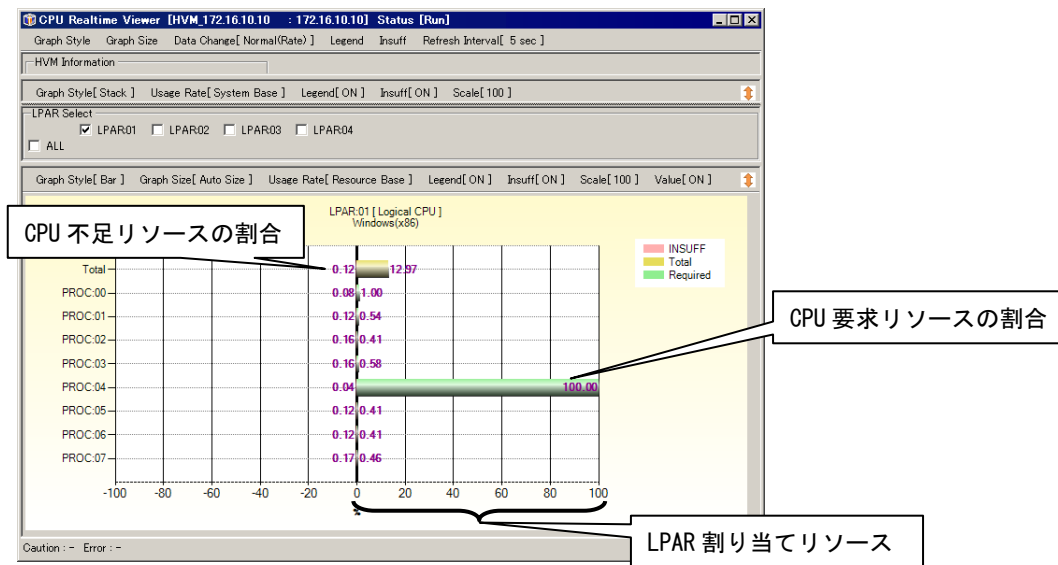 CPU Realtime Viewer [HVM_172.16.10.10 : 172.16.10.10] Status [Run]
Graph Style Graph Size Data Change[ Normal(Rate) ] Legend Insuff Refresh Interval[ 5 sec ]
HVM Information
Graph Style[ Stack ] Usage Rate[ System Base ] Legend[ ON ] Insuff[ ON ] Scale[ 100 ]
LPAR Select
LPAR01 LPAR02 LPAR03 LPAR04
ALL
Graph Style[ Bar ] Graph Size[ Auto Size ] Usage Rate[ Resource Base ] Legend[ ON ] Insuff[ ON ] Scale[ 100 ] Value[ ON ]
LPAR:01 [ Logical CPU ]
Windows(x86)
CPU 不足リソースの割合
INSUFF
Total
Required
Total 0.12 12.97
PROC:00 0.08 1.00
PROC:01 0.12 0.54
PROC:02 0.16 0.41
PROC:03 0.16 0.58
PROC:04 0.04 100.00
PROC:05 0.12 0.41
PROC:06 0.12 0.41
PROC:07 0.17 0.46
CPU 要求リソースの割合
-100 -80 -60 -40 -20 0 20 40 60 80 100
%
LPAR 割り当てリソース
Caution : - Error : -